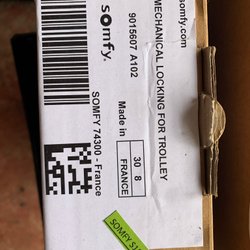 somfy.com
MECHANICAL LOCKING FOR TROLLEY
9015607 A102
Made in
30 8
FRANCE
somfy.
SOMFY 74300 - France